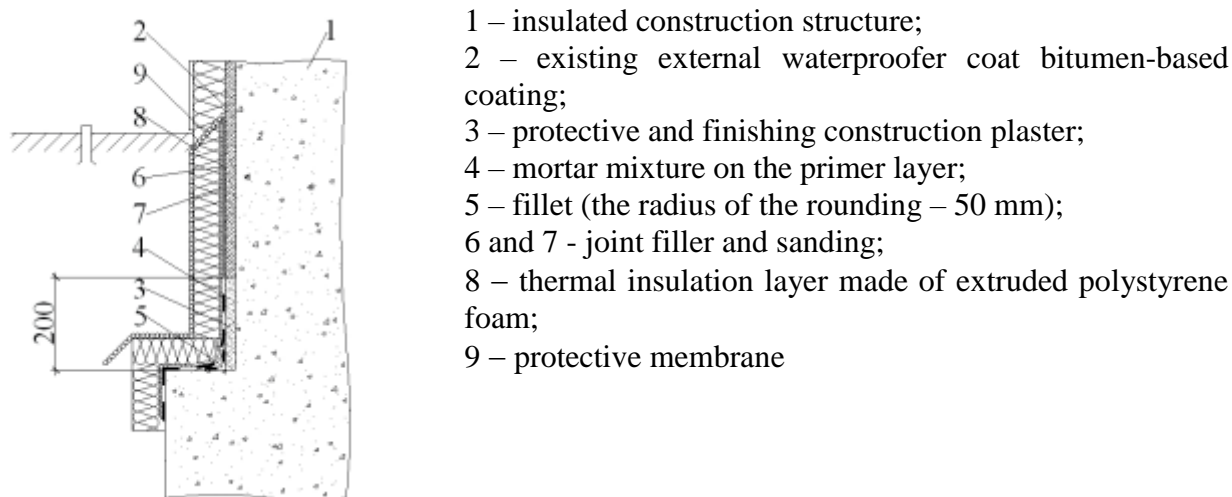 1 – insulated construction structure;
2 – existing external waterproofer coat bitumen-based
coating;
3 – protective and finishing construction plaster;
4 – mortar mixture on the primer layer;
5 – fillet (the radius of the rounding – 50 mm);
6 and 7 - joint filler and sanding;
8 – thermal insulation layer made of extruded polystyrene
foam;
9 – protective membrane
2
1
9
8
6
7
4
3
5
200